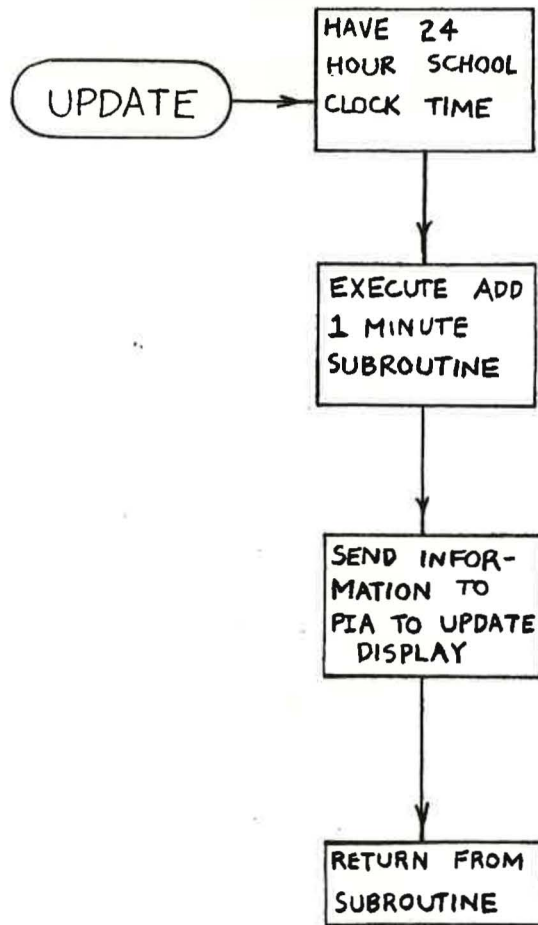 UPDATE
HAVE 24
HOUR SCHOOL
CLOCK TIME
EXECUTE ADD
1 MINUTE
SUBROUTINE
SEND INFOR-
MATION TO
PIA TO UPDATE
DISPLAY
RETURN FROM
SUBROUTINE